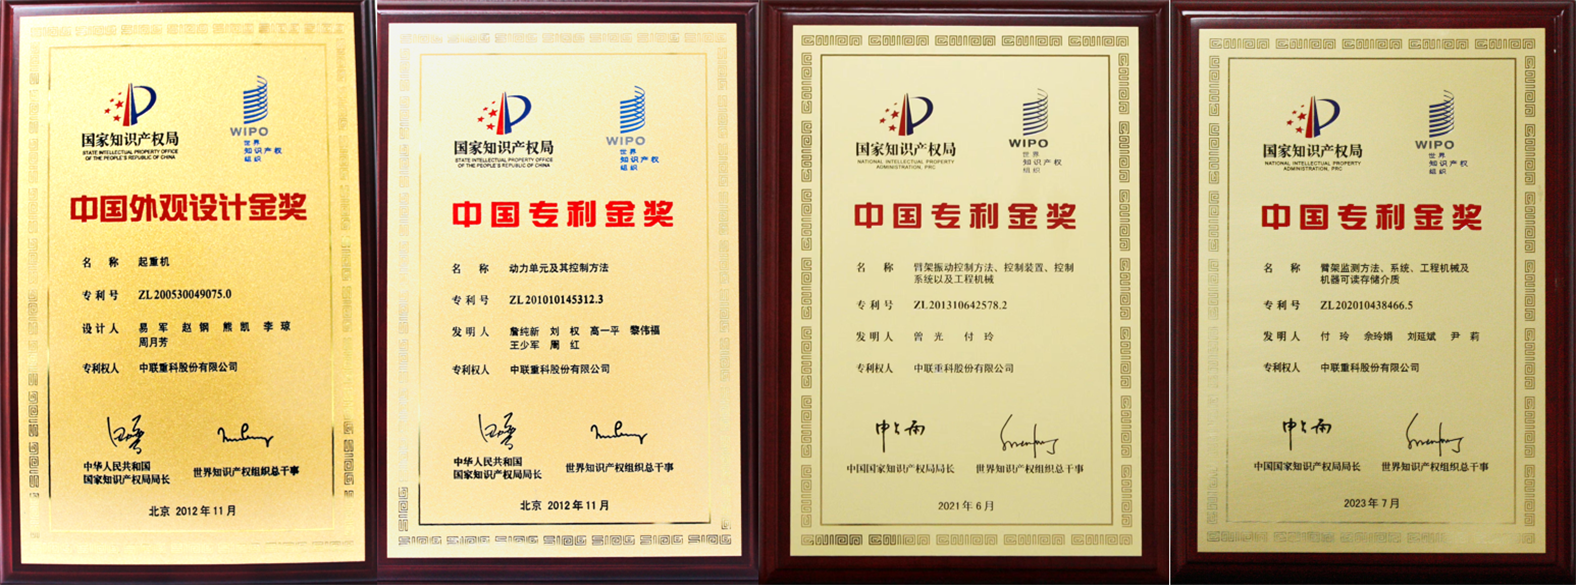 国家知识产权局
STATE INTELLECTUAL PROPERTY OFFICE
OF THE PEOPLE'S REPUBLIC OF CHINA
WIPO
世界
知识产权
组织
中国外观设计金奖
名 称 起重机
专利号 ZL200530049075.0
设计人 易 军 赵 钢 熊 凯 李 琼
周月芳
专利权人 中联重科股份有限公司
中华人民共和国
国家知识产权局局长
世界知识产权组织总干事
北京 2012年11月
国家知识产权局
STATE INTELLECTUAL PROPERTY OFFICE
OF THE PEOPLE'S REPUBLIC OF CHINA
WIPO
世界
知识产权
组织
中国专利金奖
名 称 动力单元及其控制方法
专利号 ZL201010145312.3
发明人 詹纯新 刘 权 高一平 黎伟福
王少军 周 红
专利权人 中联重科股份有限公司
中华人民共和国
国家知识产权局局长
世界知识产权组织总干事
北京 2012年11月
国家知识产权局
NATIONAL INTELLECTUAL PROPERTY
ADMINISTRATION, PRC
WIPO
世界
知识产权
组织
中国专利金奖
名 称 臂架振动控制方法、控制装置、控制
系统以及工程机械
专利号 ZL201310642578.2
发明人 曾 光 付 玲
专利权人 中联重科股份有限公司
中国国家知识产权局局长
世界知识产权组织总干事
2021年6月
国家知识产权局
NATIONAL INTELLECTUAL PROPERTY
ADMINISTRATION, PRC
WIPO
世界
知识产权
组织
中国专利金奖
名 称 臂架监测方法、系统、工程机械及
机器可读存储介质
专利号 ZL202010438466.5
发明人 付 玲 佘玲娟 刘延斌 尹 莉
专利权人 中联重科股份有限公司
中国国家知识产权局局长
世界知识产权组织总干事
2023年7月